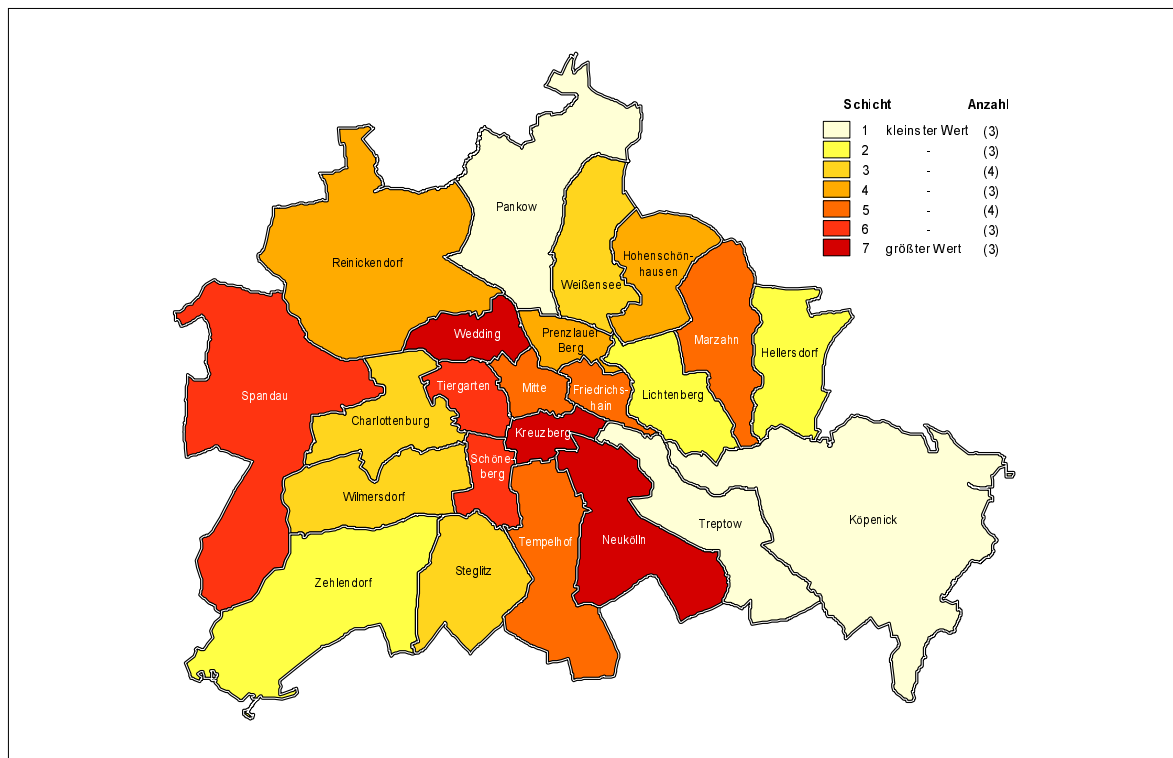 Schicht Anzahl
1 kleinster Wert (3)
2 - (3)
3 - (4)
4 - (3)
5 - (4)
6 - (3)
7 größter Wert (3)
Pankow
Reinickendorf
Hohenschön-
hausen
Weißensee
Wedding
Prenzlauer
Berg
Marzahn
Hellersdorf
Spandau
Tiergarten
Mitte
Friedrichs-
hain
Lichtenberg
Charlottenburg
Kreuzberg
Schöne-
berg
Wilmersdorf
Treptow
Köpenick
Tempelhof
Neukölln
Zehlendorf
Steglitz